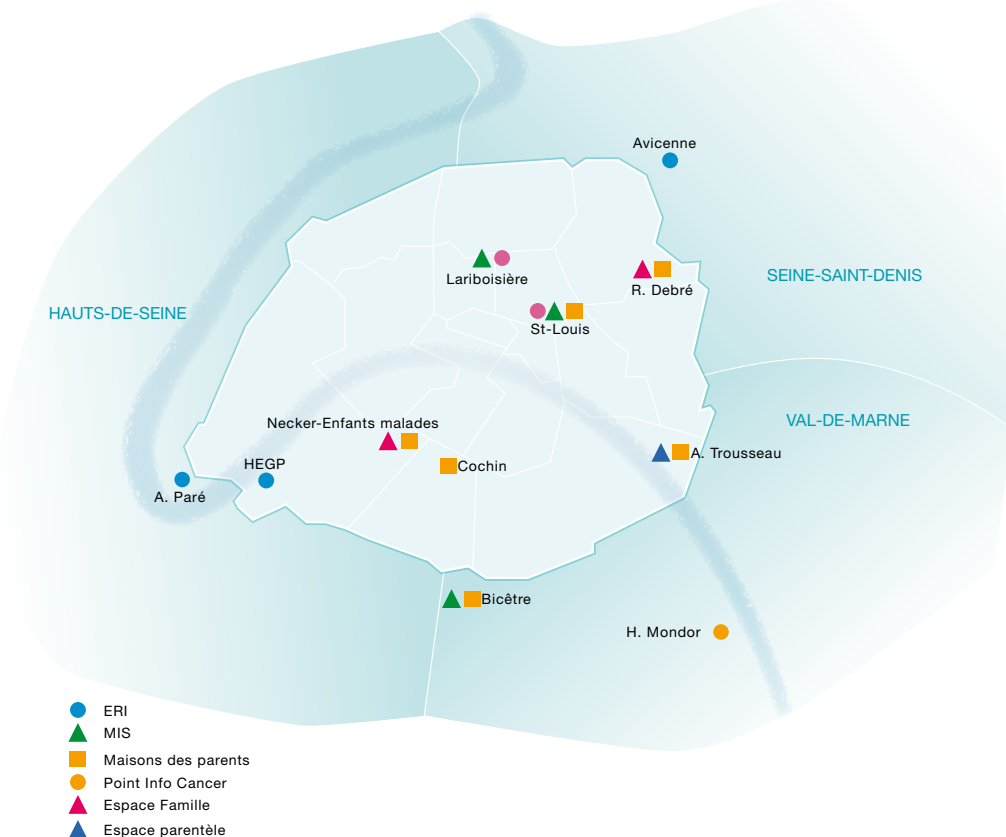 Avicenne
Lariboisière
R. Debré
SEINE-SAINT-DENIS
HAUTS-DE-SEINE
St-Louis
VAL-DE-MARNE
Necker-Enfants malades
A. Trousseau
HEGP
Cochin
A. Paré
Bicêtre
H. Mondor
ERI
MIS
Maisons des parents
Point Info Cancer
Espace Famille
Espace parentèle